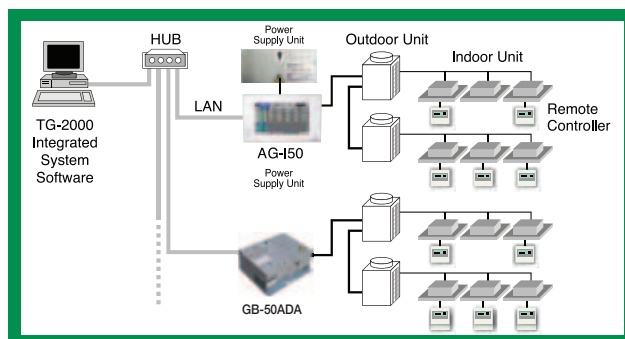 HUB
Power
Supply Unit
Outdoor Unit
Indoor Unit
LAN
TG-2000
Integrated
System
Software
AG-I50
Remote
Controller
Power
Supply Unit
GB-50ADA